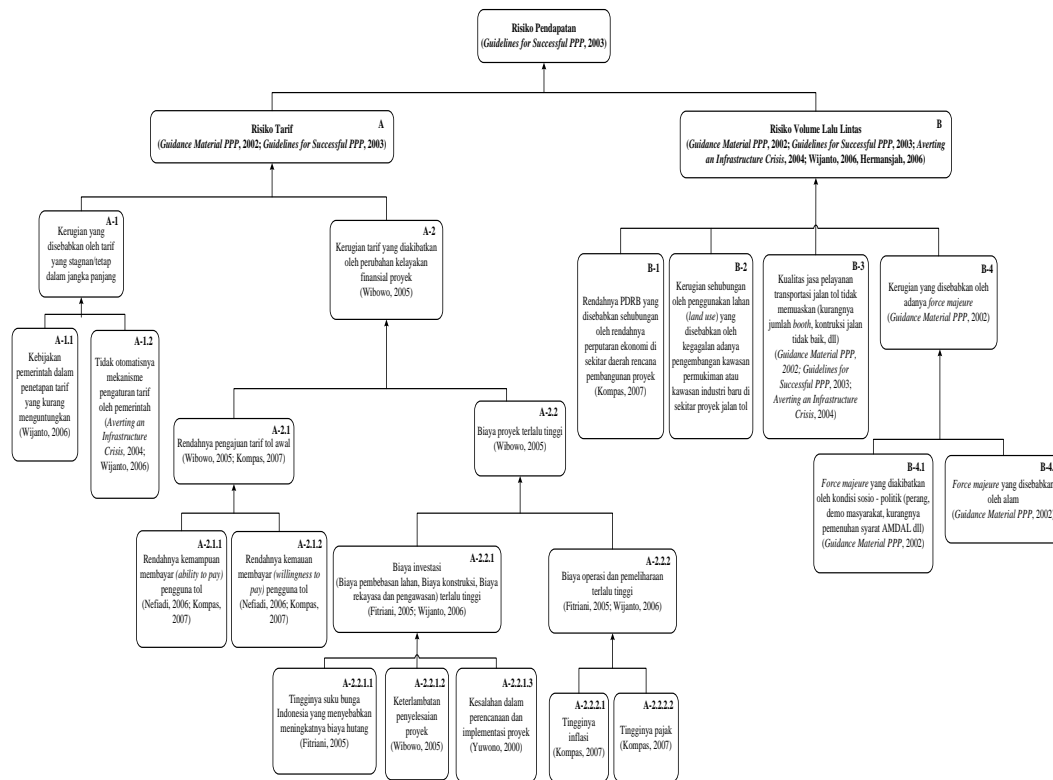 Risiko Pendapatan
(Guidelines for Successful PPP, 2003)
A
Risiko Tarif
(Guidance Material PPP, 2002; Guidelines for Successful PPP, 2003)
B
Risiko Volume Lalu Lintas
(Guidance Material PPP, 2002; Guidelines for Successful PPP, 2003; Averting
an Infrastructure Crisis, 2004; Wijanto, 2006, Hermansjah, 2006)
A-1
Kerugian yang
disebabkan oleh tarif
yang stagnan/tetap
dalam jangka panjang
A-2
Kerugian tarif yang diakibatkan
oleh perubahan kelayakan
finansial proyek
(Wibowo, 2005)
B-1
Rendahnya PDRB yang
disebabkan sehubungan
oleh rendahnya
perputaran ekonomi di
sekitar daerah rencana
pembangunan proyek
(Kompas, 2007)
B-2
Kerugian sehubungan
oleh penggunakan lahan
(land use) yang
disebabkan oleh
kegagalan adanya
pengembangan kawasan
permukiman atau
kawasan industri baru di
sekitar proyek jalan tol
B-3
Kualitas jasa pelayanan
transportasi jalan tol tidak
memuaskan (kurangnya
jumlah booth, kontruksi jalan
tidak baik, dll)
(Guidance Material PPP,
2002; Guidelines for
Successful PPP, 2003;
Averting an Infrastructure
Crisis, 2004)
B-4
Kerugian yang disebabkan oleh
adanya force majeure
(Guidance Material PPP, 2002)
A-1.1
Kebijakan
pemerintah dalam
penetapan tarif
yang kurang
menguntungkan
(Wijanto, 2006)
A-1.2
Tidak otomatisnya
mekanisme
pengaturan tarif
oleh pemerintah
(Averting an
Infrastructure
Crisis, 2004;
Wijanto, 2006)
A-2.1
Rendahnya pengajuan tarif tol awal
(Wibowo, 2005; Kompas, 2007)
A-2.2
Biaya proyek terlalu tinggi
(Wibowo, 2005)
B-4.1
Force majeure yang diakibatkan
oleh kondisi sosio - politik (perang,
demo masyarakat, kurangnya
pemenuhan syarat AMDAL dll)
(Guidance Material PPP, 2002)
B-4.
Force majeure yang disebabkan
oleh alam
(Guidance Material PPP, 2002)
A-2.1.1
Rendahnya kemampuan
membayar (ability to pay)
pengguna tol
(Nefiadi, 2006; Kompas,
2007)
A-2.1.2
Rendahnya kemauan
membayar (willingness to
pay) pengguna tol
(Nefiadi, 2006; Kompas,
2007)
A-2.2.1
Biaya investasi
(Biaya pembebasan lahan, Biaya konstruksi, Biaya
rekayasa dan pengawasan) terlalu tinggi
(Fitriani, 2005; Wijanto, 2006)
A-2.2.2
Biaya operasi dan pemeliharaan
terlalu tinggi
(Fitriani, 2005; Wijanto, 2006)
A-2.2.1.1
Tingginya suku bunga
Indonesia yang menyebabkan
meningkatnya biaya hutang
(Fitriani, 2005)
A-2.2.1.2
Keterlambatan
penyelesaian
proyek
(Wibowo, 2005)
A-2.2.1.3
Kesalahan dalam
perencanaan dan
implementasi proyek
(Yuwono, 2000)
A-2.2.2.1
Tingginya
inflasi
(Kompas, 2007)
A-2.2.2.2
Tingginya pajak
(Kompas, 2007)